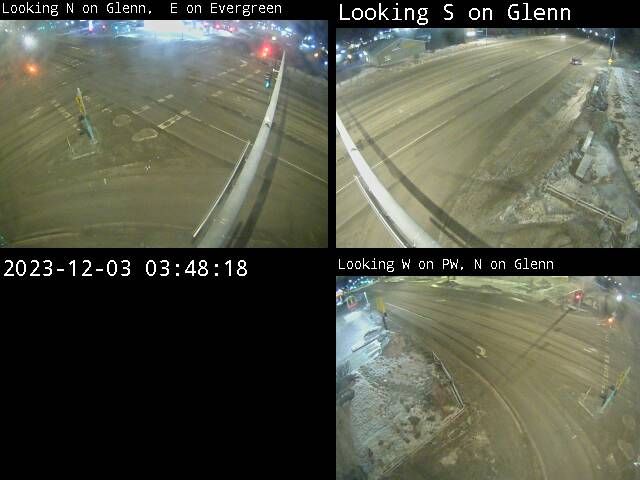 Looking N on Glenn,  E on Evergreen
Looking S on Glenn
2023-12-03 03:48:18
Looking W on PW, N on Glenn